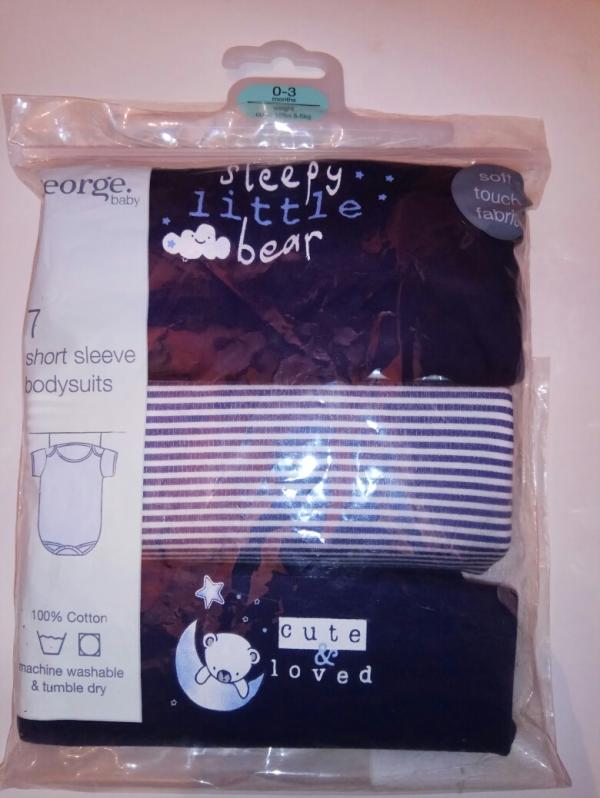 0-3
months
weight
eorge.
baby
sleepy
little
bear
soft
touch
fabric
7
short sleeve
bodysuits
100% Cotton
machine washable
& tumble dry
cute
&
loved